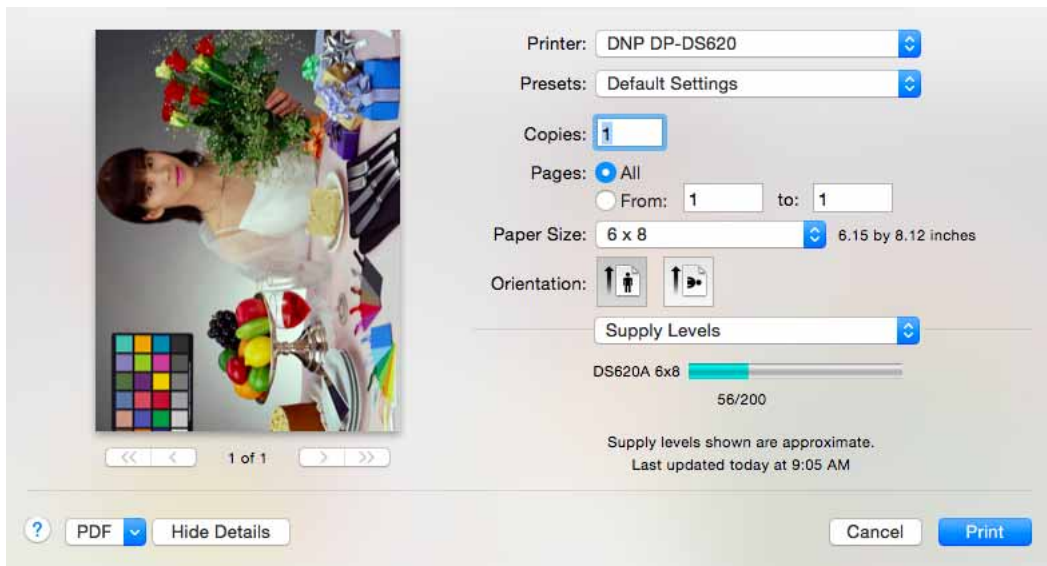 Printer: DNP DP-DS620
Presets: Default Settings
Copies: 1
Pages: All
From: 1 to: 1
Paper Size: 6 x 8 6.15 by 8.12 inches
Orientation:
Supply Levels
DS620A 6x8
56/200
Supply levels shown are approximate.
Last updated today at 9:05 AM
1 of 1
? PDF Hide Details Cancel Print